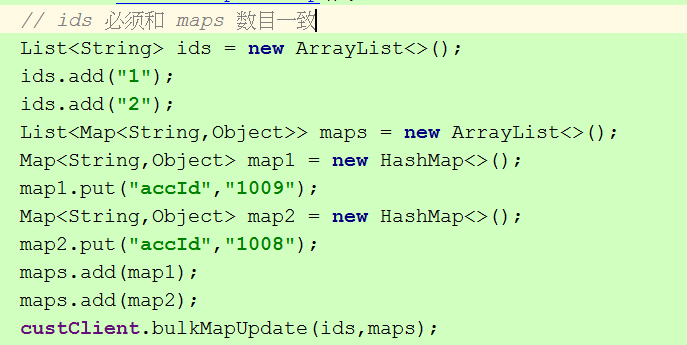 // ids 必须和 maps 数目一致
List<String> ids = new ArrayList<>();
ids.add("1");
ids.add("2");
List<Map<String,Object>> maps = new ArrayList<>();
Map<String,Object> map1 = new HashMap<>();
map1.put("accId","1009");
Map<String,Object> map2 = new HashMap<>();
map2.put("accId","1008");
maps.add(map1);
maps.add(map2);
custClient.bulkMapUpdate(ids,maps);